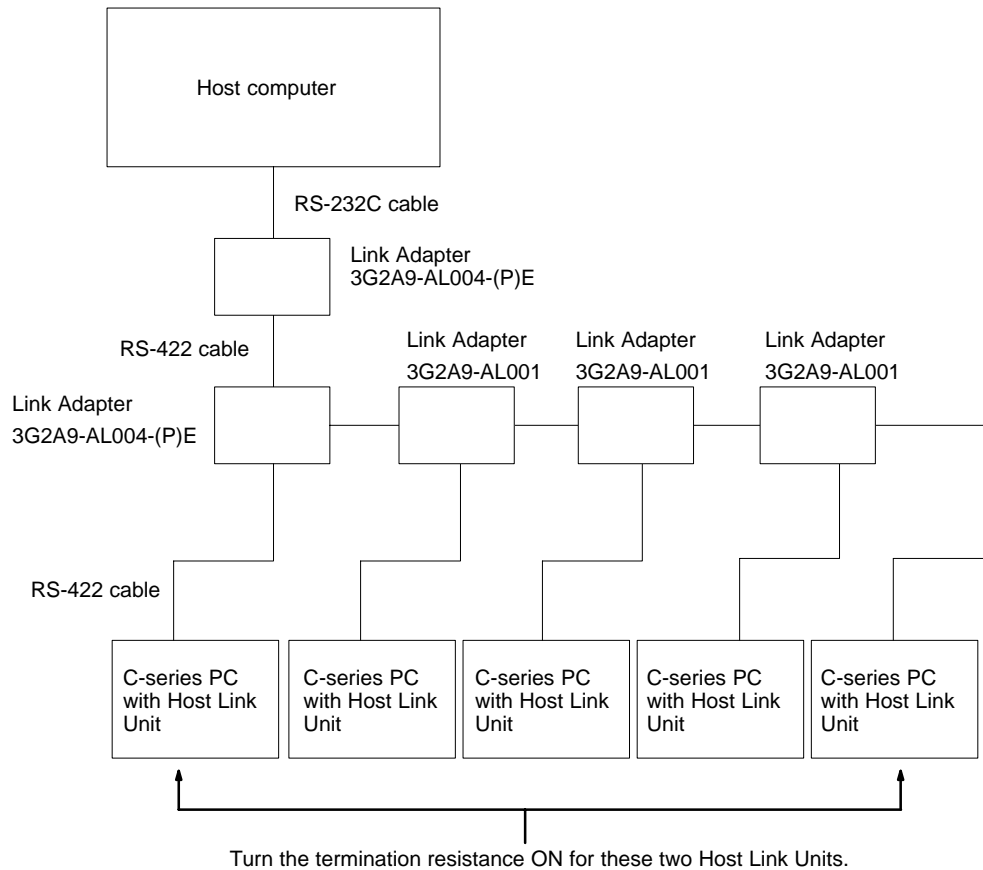 Host computer
RS-232C cable
Link Adapter
3G2A9-AL004-(P)E
RS-422 cable
Link Adapter
3G2A9-AL001
Link Adapter
3G2A9-AL001
Link Adapter
3G2A9-AL001
Link Adapter
3G2A9-AL004-(P)E
RS-422 cable
C-series PC
with Host Link
Unit
C-series PC
with Host Link
Unit
C-series PC
with Host Link
Unit
C-series PC
with Host Link
Unit
C-series PC
with Host Link
Unit
Turn the termination resistance ON for these two Host Link Units.